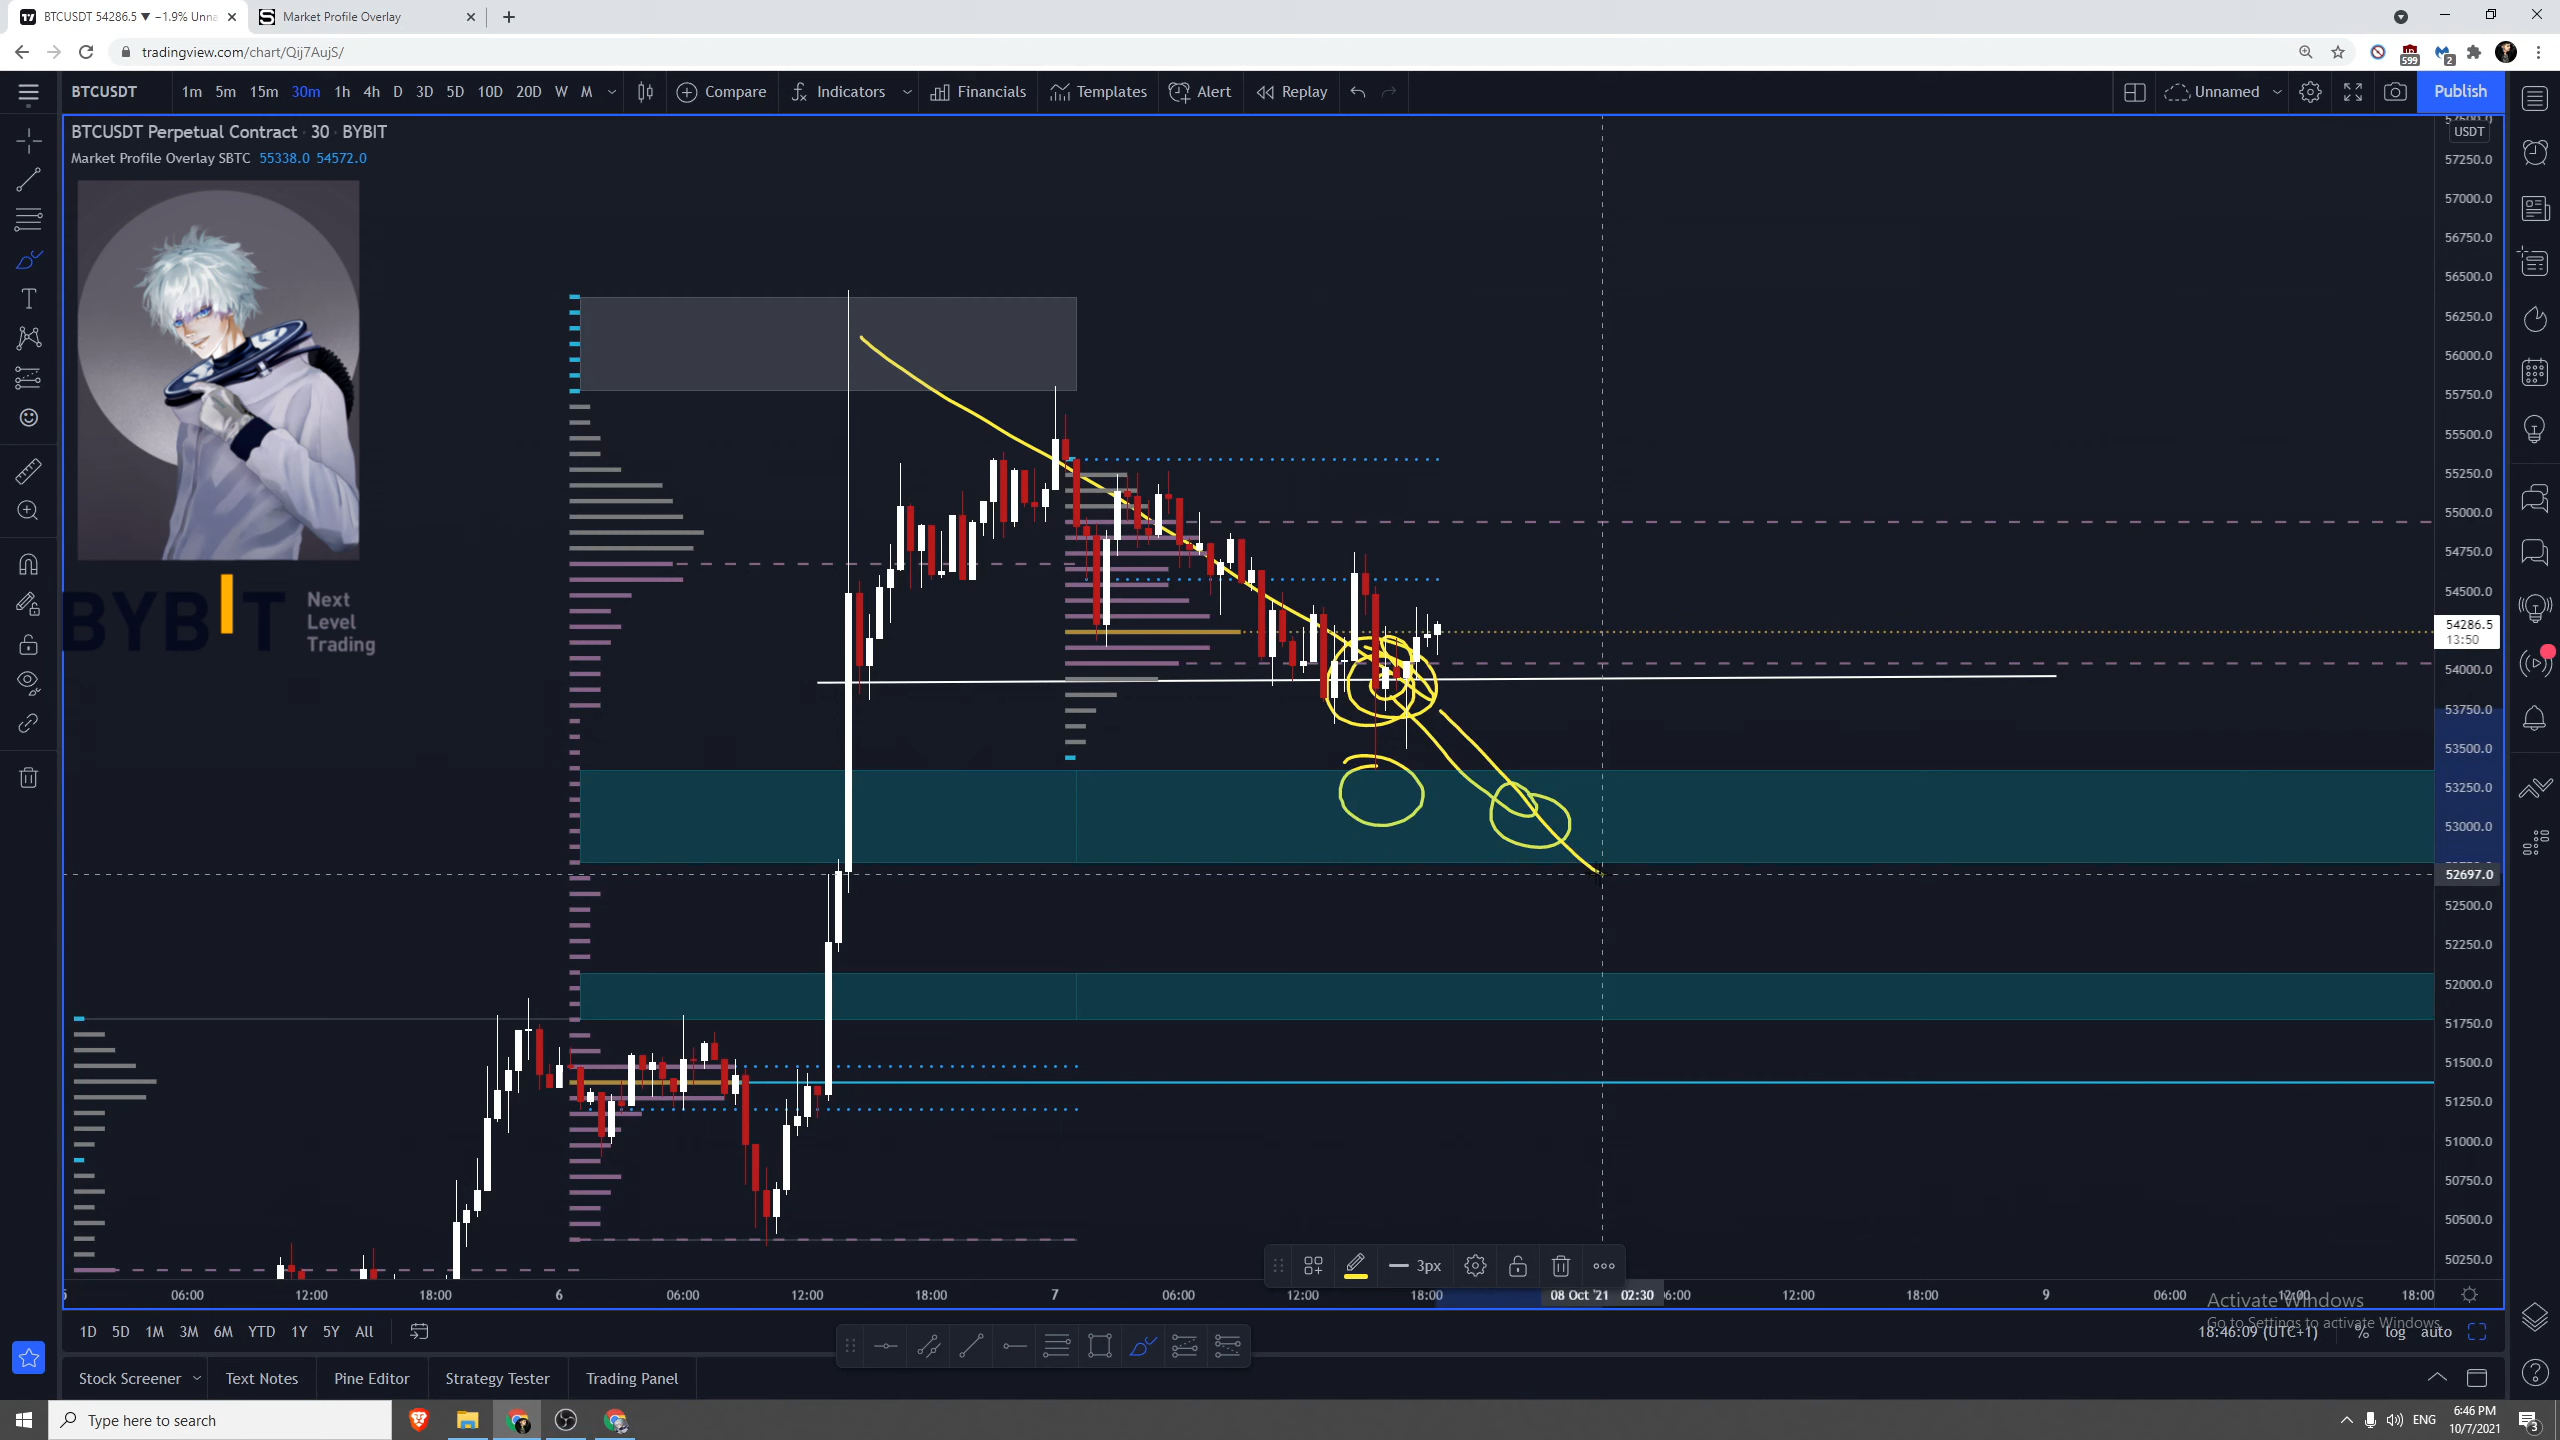 BTCUSDT 54286.5 ▼ −1.9% Unna
Market Profile Overlay
tradingview.com/chart/Qij7AujS/
599
2
BTCUSDT 1m 5m 15m 30m 1h 4h D 3D 5D 10D 20D W M Compare Indicators Financials Templates Alert Replay Unnamed Publish
BTCUSDT Perpetual Contract · 30 · BYBIT
Market Profile Overlay SBTC 55338.0 54572.0
BYBIT Next Level Trading
USDT
57250.0
57000.0
56750.0
56500.0
56250.0
56000.0
55750.0
55500.0
55250.0
55000.0
54750.0
54500.0
54286.5
13:50
54000.0
53750.0
53500.0
53250.0
53000.0
52697.0
52500.0
52250.0
52000.0
51750.0
51500.0
51250.0
51000.0
50750.0
50500.0
50250.0
3px
06:00 12:00 18:00 6 06:00 12:00 18:00 7 06:00 12:00 18:00 08 Oct '21 02:30 06:00 12:00 18:00 9 06:00 12:00 18:00
Activate Windows
Go to Settings to activate Windows.
1D 5D 1M 3M 6M YTD 1Y 5Y All
18:46:09 (UTC+1) % log auto
Stock Screener Text Notes Pine Editor Strategy Tester Trading Panel
Type here to search
ENG
6:46 PM
10/7/2021
3